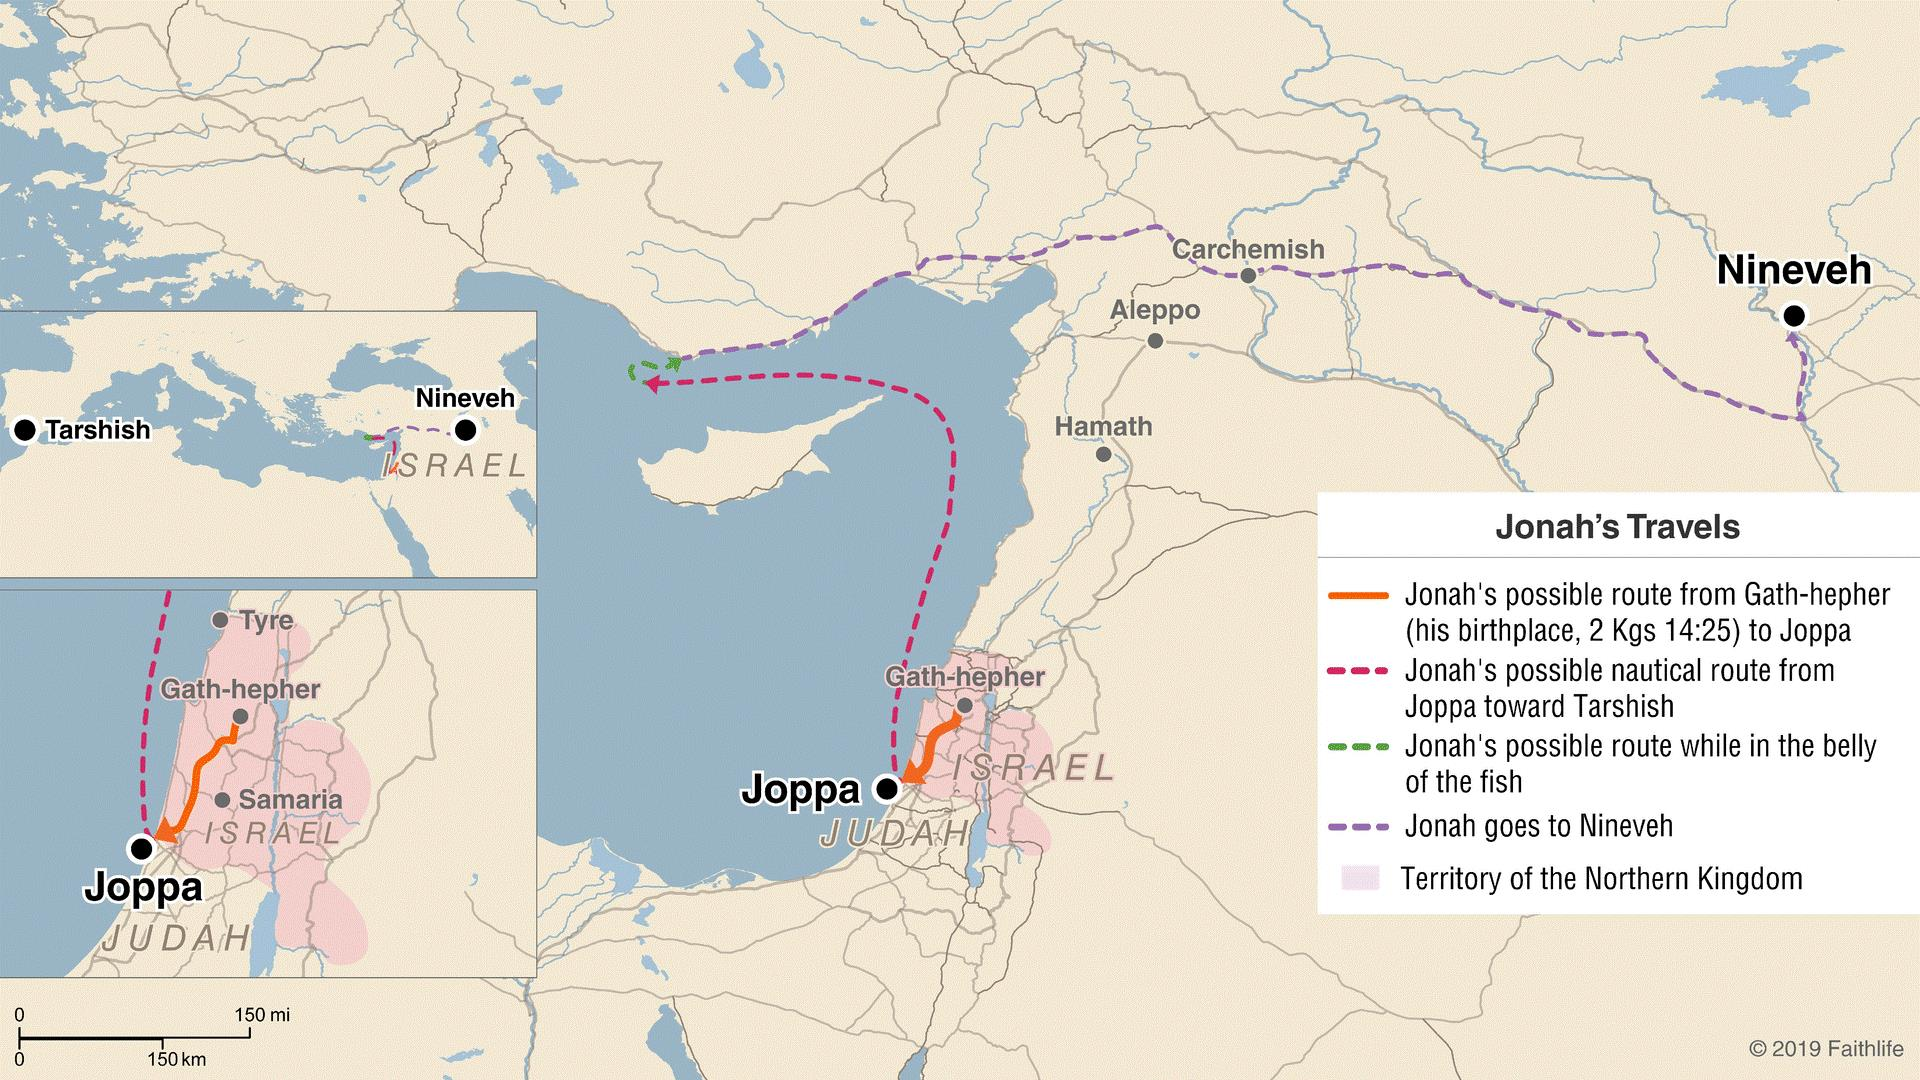 Carchemish
Nineveh
Aleppo
Hamath
Gath-hepher
Joppa
ISRAEL
JUDAH
Nineveh
Tarshish
ISRAEL
Tyre
Gath-hepher
Samaria
ISRAEL
Joppa
JUDAH
0 150 mi
0 150 km
Jonah’s Travels
Jonah's possible route from Gath-hepher
(his birthplace, 2 Kgs 14:25) to Joppa
Jonah's possible nautical route from
Joppa toward Tarshish
Jonah's possible route while in the belly
of the fish
Jonah goes to Nineveh
Territory of the Northern Kingdom
© 2019 Faithlife